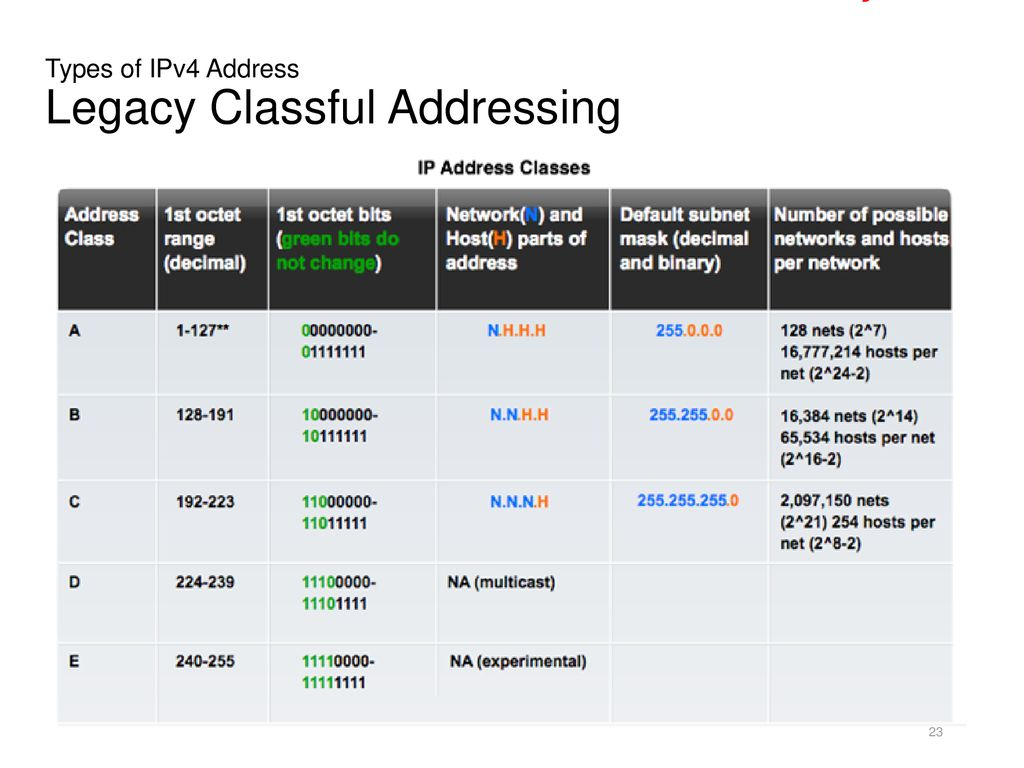 Types of IPv4 Address
Legacy Classful Addressing
IP Address Classes
Address
Class
1st octet
range
(decimal)
1st octet bits
(green bits do
not change)
Network(N) and
Host(H) parts of
address
Default subnet
mask (decimal
and binary)
Number of possible
networks and hosts
per network
A
1-127**
00000000-
01111111
N.H.H.H
255.0.0.0
128 nets (2^7)
16,777,214 hosts per
net (2^24-2)
B
128-191
10000000-
10111111
N.N.H.H
255.255.0.0
16,384 nets (2^14)
65,534 hosts per net
(2^16-2)
C
192-223
11000000-
11011111
N.N.N.H
255.255.255.0
2,097,150 nets
(2^21) 254 hosts per
net (2^8-2)
D
224-239
11100000-
11101111
NA (multicast)
E
240-255
11110000-
11111111
NA (experimental)
23